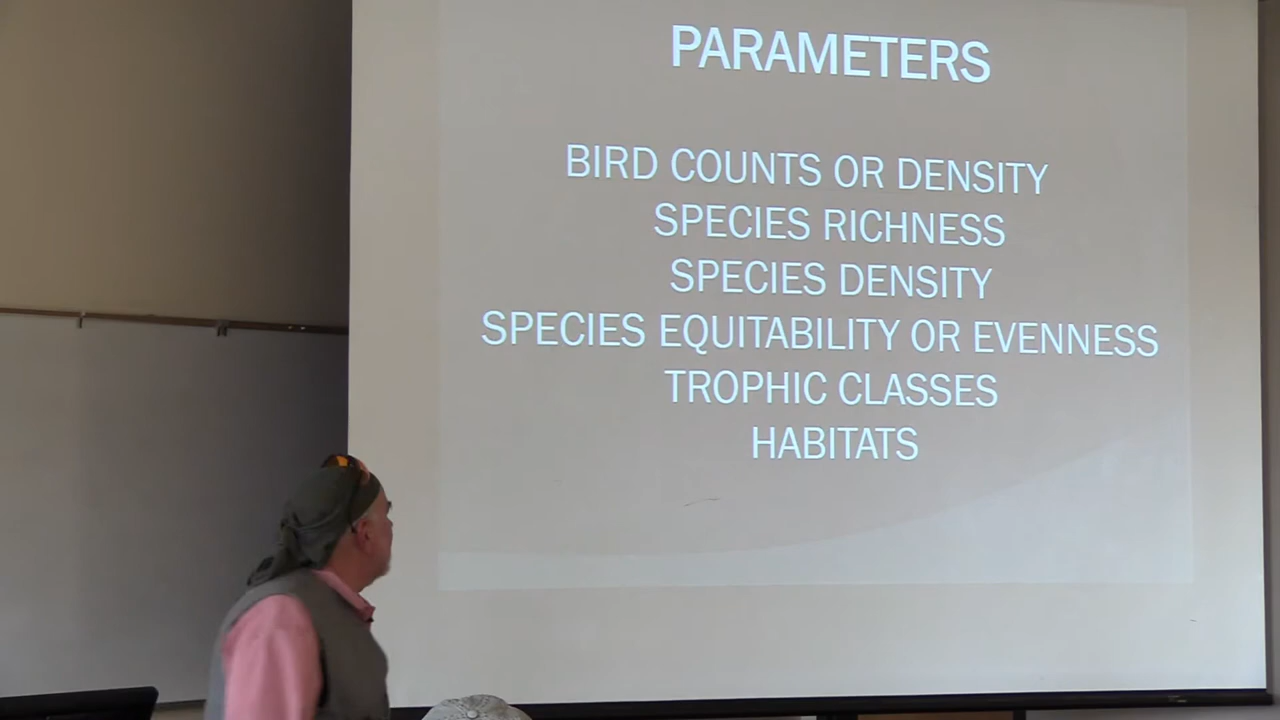 PARAMETERS
BIRD COUNTS OR DENSITY
SPECIES RICHNESS
SPECIES DENSITY
SPECIES EQUITABILITY OR EVENNESS
TROPHIC CLASSES
HABITATS